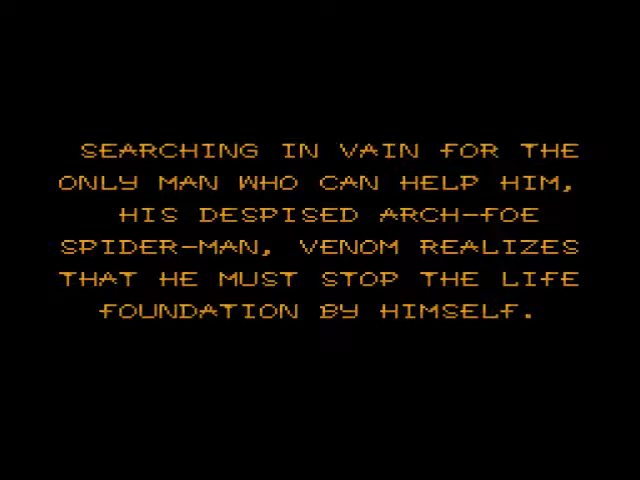 SEARCHING IN VAIN FOR THE
ONLY MAN WHO CAN HELP HIM,
HIS DESPISED ARCH-FOE
SPIDER-MAN, VENOM REALIZES
THAT HE MUST STOP THE LIFE
FOUNDATION BY HIMSELF.